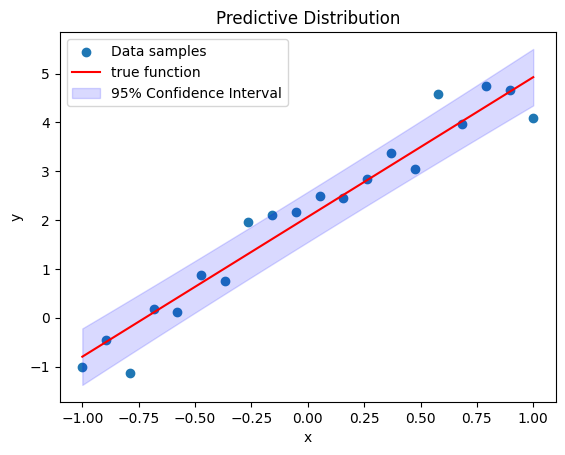 Predictive Distribution
Data samples
true function
95% Confidence Interval
y
5
4
3
2
1
0
−1
−1.00 −0.75 −0.50 −0.25 0.00 0.25 0.50 0.75 1.00
x